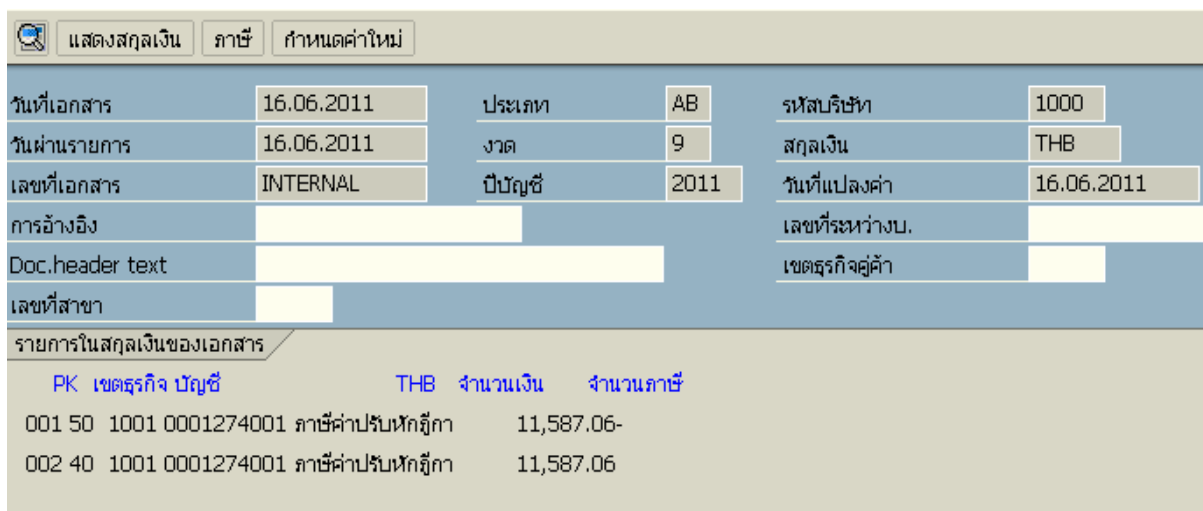 แสดงสกุลเงิน ภาษี กำหนดค่าใหม่
วันที่เอกสาร 16.06.2011 ประเภท AB รหัสบริษัท 1000
วันผ่านรายการ 16.06.2011 งวด 9 สกุลเงิน THB
เลขที่เอกสาร INTERNAL ปีบัญชี 2011 วันที่แปลงค่า 16.06.2011
การอ้างอิง เลขที่ระหว่างบ.
Doc.header text เขตธุรกิจคู่ค้า
เลขที่สาขา
รายการในสกุลเงินของเอกสาร
PK เขตธุรกิจ บัญชี THB จำนวนเงิน จำนวนภาษี
001 50 1001 0001274001 ภาษีค่าปรับหักฎีกา 11,587.06-
002 40 1001 0001274001 ภาษีค่าปรับหักฎีกา 11,587.06